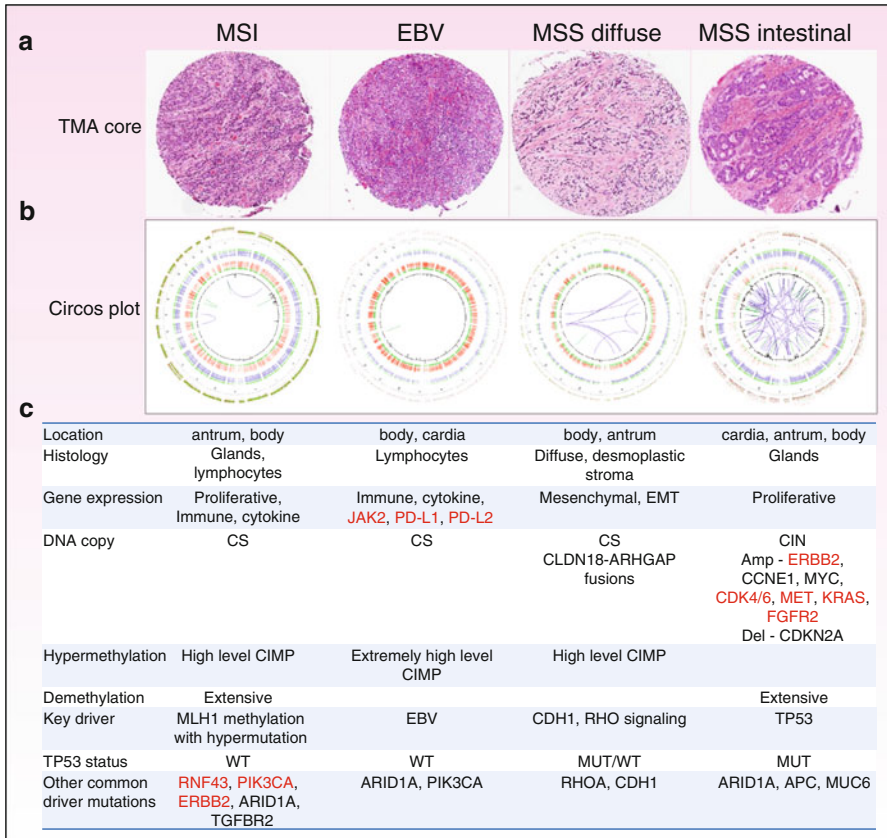 a
MSI EBV MSS diffuse MSS intestinal
TMA core
b
Circos plot
c
Location antrum, body body, cardia body, antrum cardia, antrum, body
Histology Glands, lymphocytes Lymphocytes Diffuse, desmoplastic stroma Glands
Gene expression Proliferative, Immune, cytokine Immune, cytokine, JAK2, PD-L1, PD-L2 Mesenchymal, EMT Proliferative
DNA copy CS CS CS CLDN18-ARHGAP fusions CIN Amp - ERBB2, CCNE1, MYC, CDK4/6, MET, KRAS, FGFR2 Del - CDKN2A
Hypermethylation High level CIMP Extremely high level CIMP High level CIMP
Demethylation Extensive Extensive
Key driver MLH1 methylation with hypermutation EBV CDH1, RHO signaling TP53
TP53 status WT WT MUT/WT MUT
Other common driver mutations RNF43, PIK3CA, ERBB2, ARID1A, TGFBR2 ARID1A, PIK3CA RHOA, CDH1 ARID1A, APC, MUC6